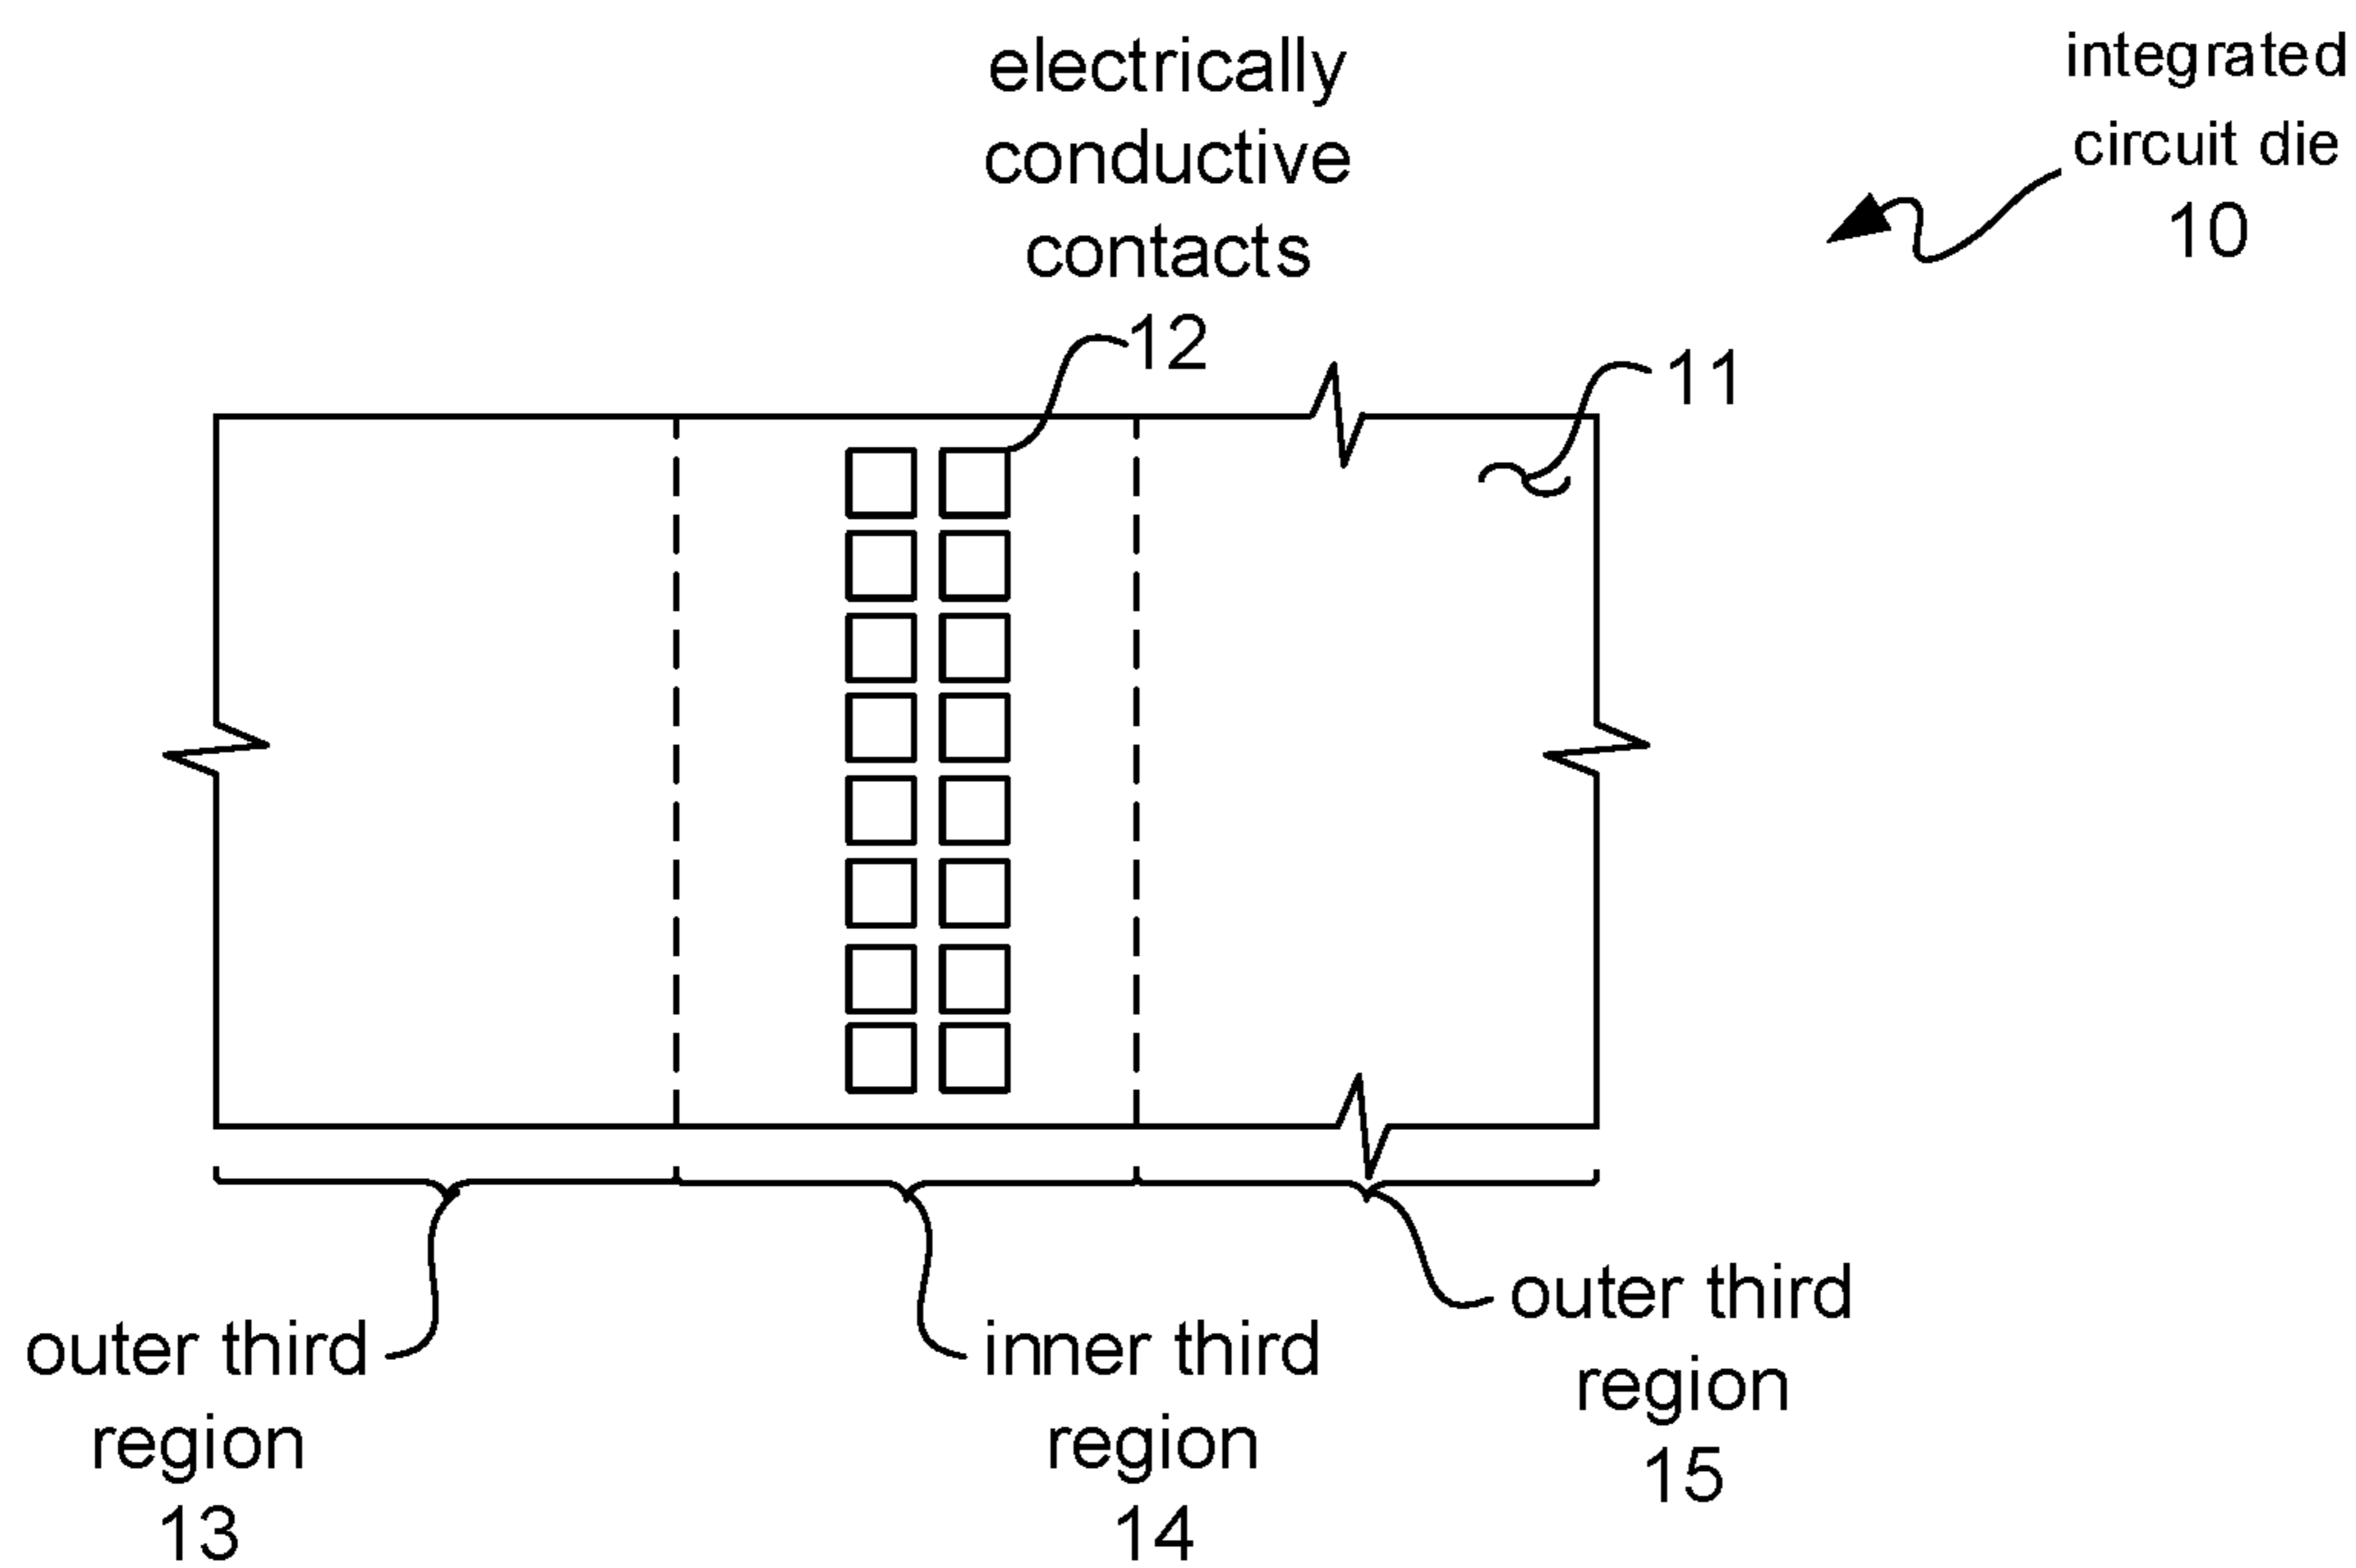 electrically
conductive
contacts
12
integrated
circuit die
10
11
outer third
region
13
inner third
region
14
outer third
region
15